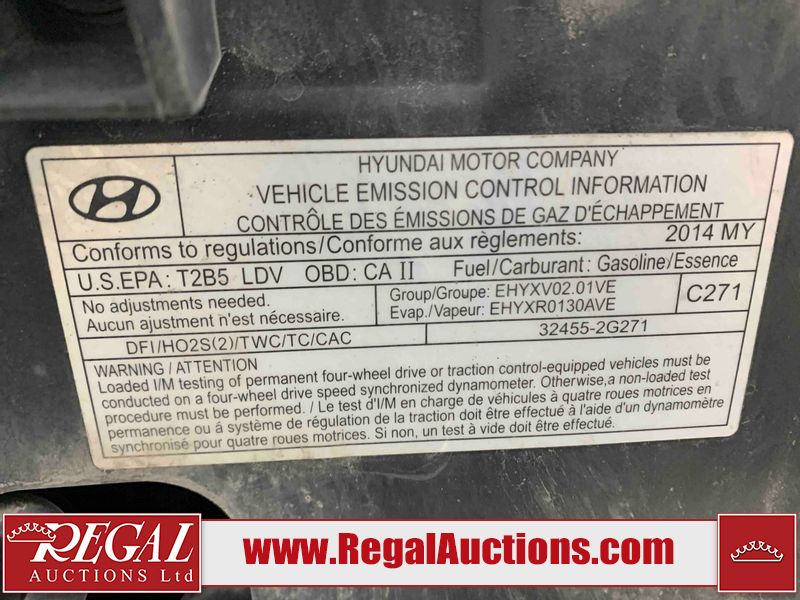 HYUNDAI MOTOR COMPANY
VEHICLE EMISSION CONTROL INFORMATION
CONTRÔLE DES ÉMISSIONS DE GAZ D'ÉCHAPPEMENT
Conforms to regulations/Conforme aux règlements: 2014 MY
U.S.EPA: T2B5 LDV OBD: CA II Fuel/Carburant: Gasoline/Essence
No adjustments needed.
Aucun ajustment n'est nécessaire.
Group/Groupe: EHYXV02.01VE
Evap./Vapeur: EHYXR0130AVE
C271
DFI/HO2S(2)/TWC/TC/CAC 32455-2G271
WARNING / ATTENTION
Loaded I/M testing of permanent four-wheel drive or traction control-equipped vehicles must be
conducted on a four-wheel drive speed synchronized dynamometer. Otherwise,a non-loaded test
procedure must be performed. / Le test d'I/M en charge de véhicules à quatre roues motrices en
permanence ou á système de régulation de la traction doit être effectué à l'aide d'un dynamomètre
synchronisé pour quatre roues motrices. Si non, un test à vide doit être effectué.
REGAL
AUCTIONS Ltd
www.RegalAuctions.com